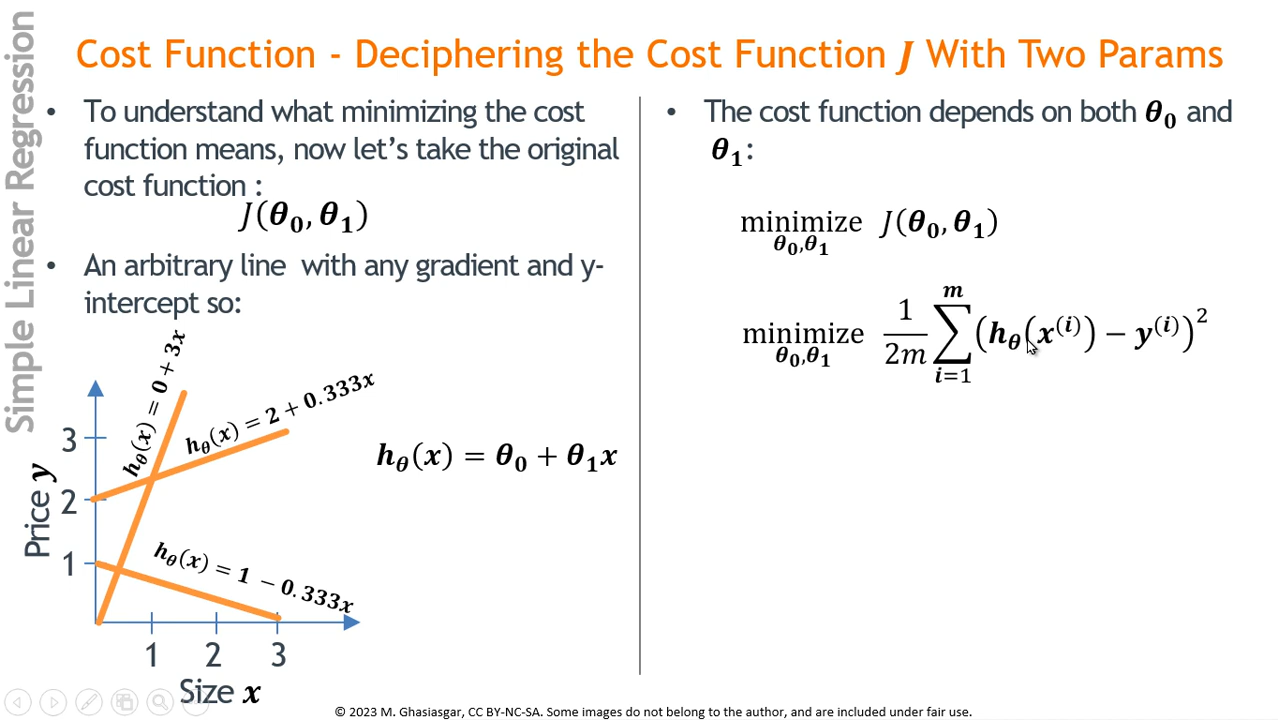 Simple Linear Regression
Cost Function - Deciphering the Cost Function J With Two Params
• To understand what minimizing the cost
function means, now let’s take the original
cost function :
J(θ₀, θ₁)
• An arbitrary line with any gradient and y-
intercept so:
h_θ(x) = 0 + 3x
h_θ(x) = 2 + 0.333x
h_θ(x) = 1 − 0.333x
h_θ(x) = θ₀ + θ₁x
Price y
3
2
1
1 2 3
Size x
• The cost function depends on both θ₀ and
θ₁:
minimize J(θ₀, θ₁)
θ₀,θ₁
minimize 1/2m ∑_{i=1}^{m} (h_θ(x^(i)) − y^(i))²
θ₀,θ₁
© 2023 M. Ghasiasgar, CC BY-NC-SA. Some images do not belong to the author, and are included under fair use.